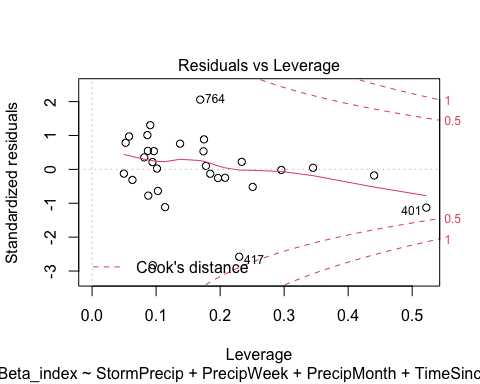 Residuals vs Leverage
Standardized residuals
2
1
0
-1
-2
-3
764
401
417
1
0.5
0.5
1
Cook's distance
0.0 0.1 0.2 0.3 0.4 0.5
Leverage
Beta_index ~ StormPrecip + PrecipWeek + PrecipMonth + TimeSinc